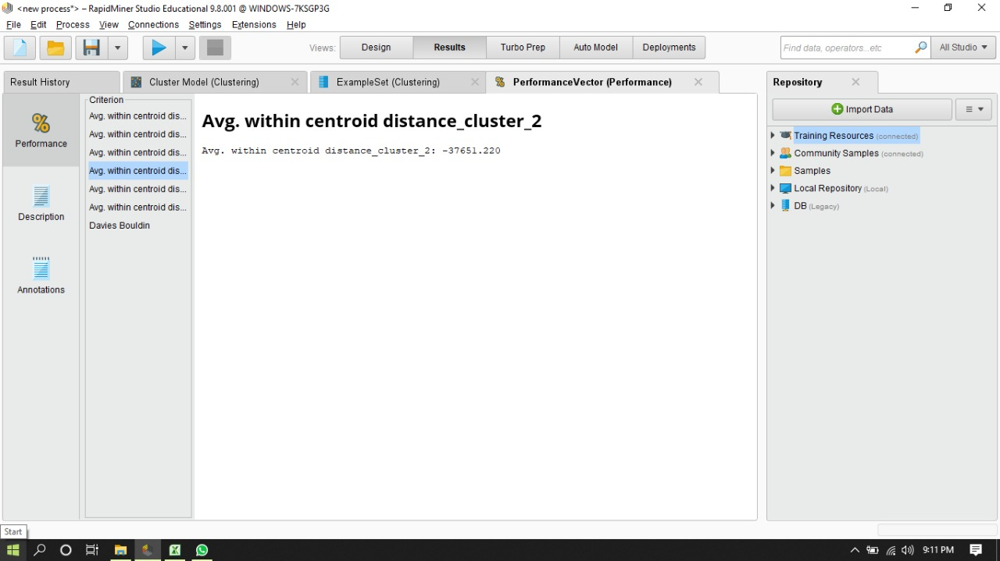 <new process*> – RapidMiner Studio Educational 9.8.001 @ WINDOWS-7KSGP3G
File Edit Process View Connections Settings Extensions Help
Views: Design Results Turbo Prep Auto Model Deployments Find data, operators...etc All Studio
Result History Cluster Model (Clustering) ExampleSet (Clustering) PerformanceVector (Performance) Repository
Performance
Description
Annotations
Criterion
Avg. within centroid dis...
Avg. within centroid dis...
Avg. within centroid dis...
Avg. within centroid dis...
Avg. within centroid dis...
Avg. within centroid dis...
Davies Bouldin
Avg. within centroid distance_cluster_2
Avg. within centroid distance_cluster_2: -37651.220
Import Data
Training Resources (connected)
Community Samples (connected)
Samples
Local Repository (Local)
DB (Legacy)
Start
9:11 PM